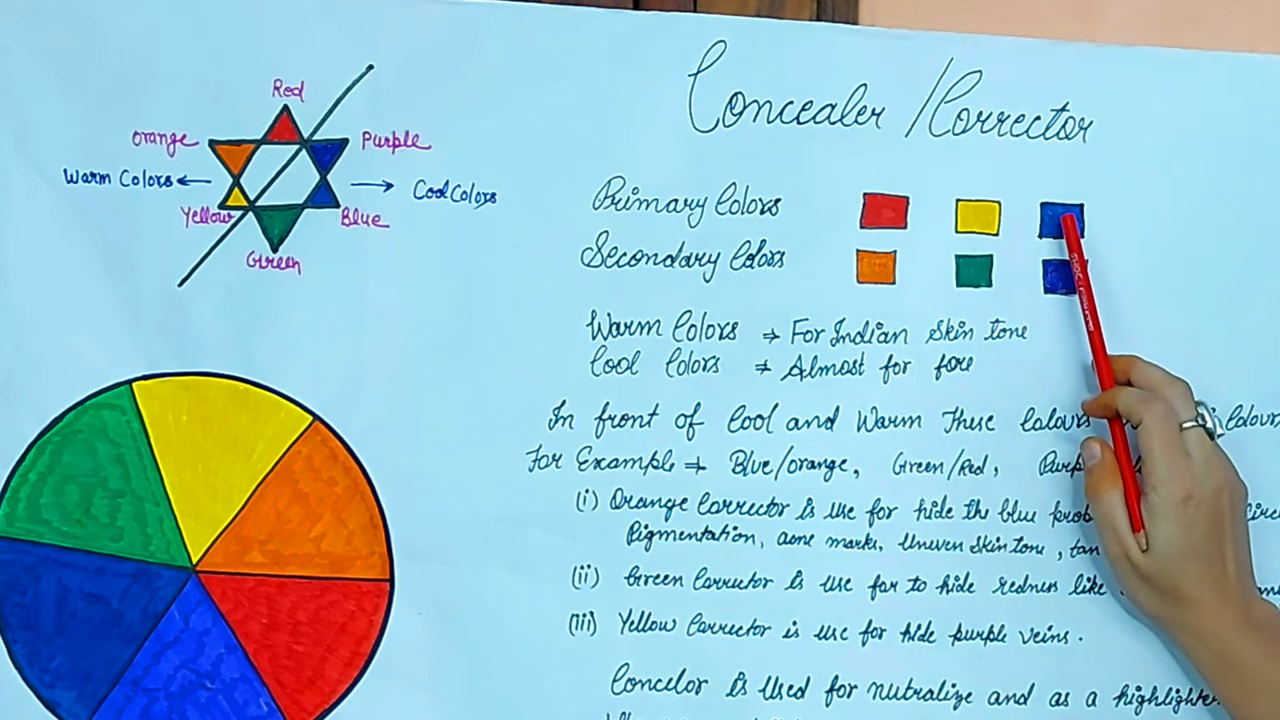 Concealer / Corrector
Red
Orange
Purple
Warm Colors
Cool Colors
Yellow
Blue
Green
Primary Colors
Secondary Colors
Warm Colors → For Indian Skin tone
Cool Colors → Almost for fore
In front of Cool and Warm These Colours
For Example → Blue/orange, Green/Red,
(i) Orange Corrector is use for hide the blue
Pigmentation, acne marks, Uneven Skin tone, tan
(ii) Green Corrector is use for to hide redness like
(iii) Yellow Corrector is use for hide purple veins.
Concelor is Used for nutralize and as a highlighter